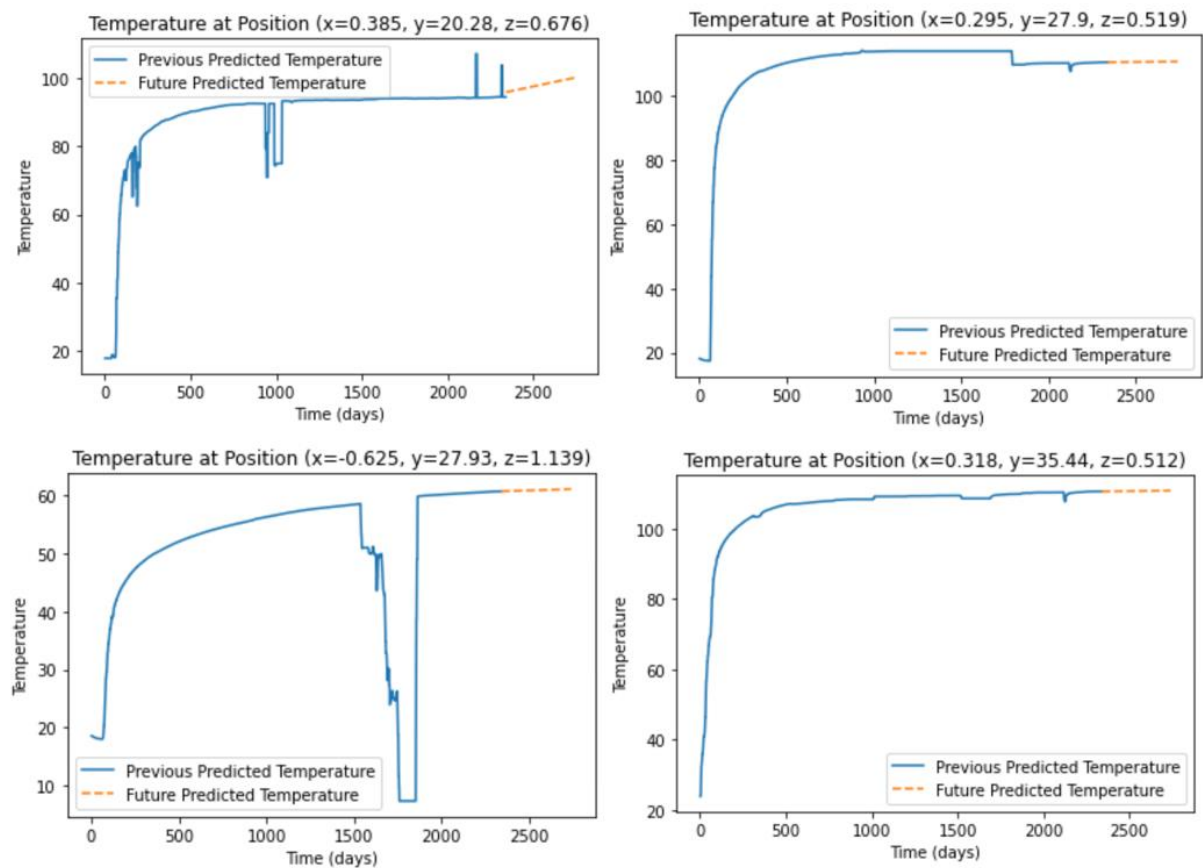 Temperature at Position (x=0.385, y=20.28, z=0.676)
Previous Predicted Temperature
Future Predicted Temperature
100
80
60
40
20
Temperature
0
500
1000
1500
2000
2500
Time (days)
Temperature at Position (x=0.295, y=27.9, z=0.519)
100
80
60
40
20
Temperature
Previous Predicted Temperature
Future Predicted Temperature
0
500
1000
1500
2000
2500
Time (days)
Temperature at Position (x=-0.625, y=27.93, z=1.139)
60
50
40
30
20
10
Temperature
Previous Predicted Temperature
Future Predicted Temperature
0
500
1000
1500
2000
2500
Time (days)
Temperature at Position (x=0.318, y=35.44, z=0.512)
100
80
60
40
20
Temperature
Previous Predicted Temperature
Future Predicted Temperature
0
500
1000
1500
2000
2500
Time (days)